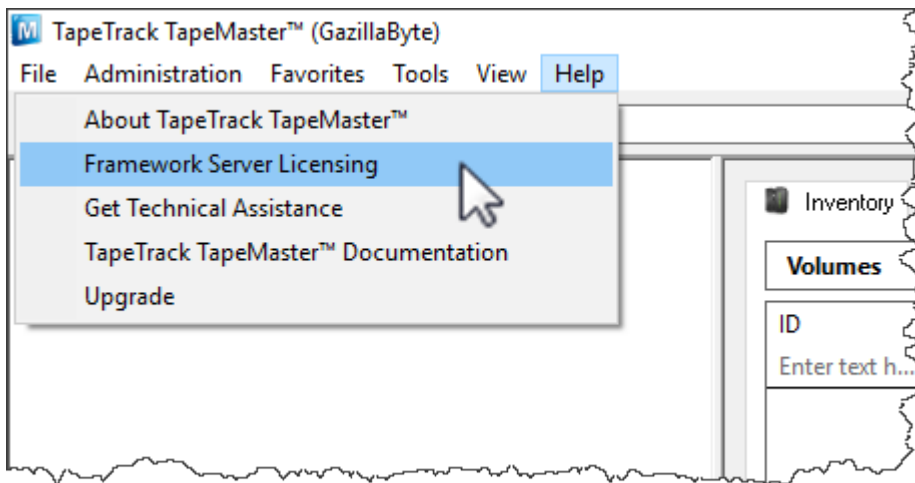 TapeTrack TapeMaster™ (GazillaByte)
File Administration Favorites Tools View Help
About TapeTrack TapeMaster™
Framework Server Licensing
Get Technical Assistance
TapeTrack TapeMaster™ Documentation
Upgrade
Inventory
Volumes
ID
Enter text h...